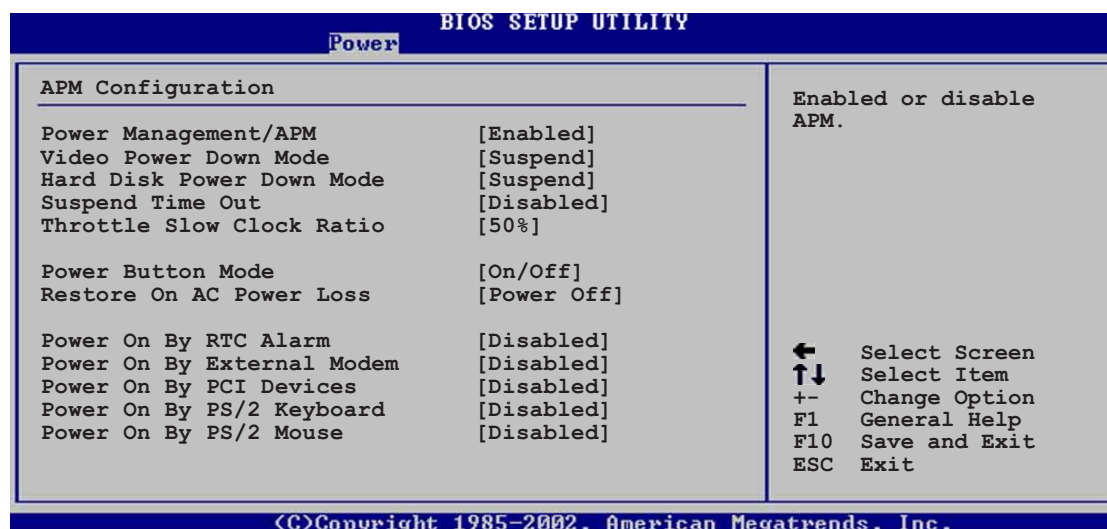 BIOS SETUP UTILITY
Power
APM Configuration
Power Management/APM [Enabled]
Video Power Down Mode [Suspend]
Hard Disk Power Down Mode [Suspend]
Suspend Time Out [Disabled]
Throttle Slow Clock Ratio [50%]
Power Button Mode [On/Off]
Restore On AC Power Loss [Power Off]
Power On By RTC Alarm [Disabled]
Power On By External Modem [Disabled]
Power On By PCI Devices [Disabled]
Power On By PS/2 Keyboard [Disabled]
Power On By PS/2 Mouse [Disabled]
Enabled or disable
APM.
← Select Screen
↑↓ Select Item
+- Change Option
F1 General Help
F10 Save and Exit
ESC Exit
(C)Copyright 1985-2002, American Megatrends, Inc.